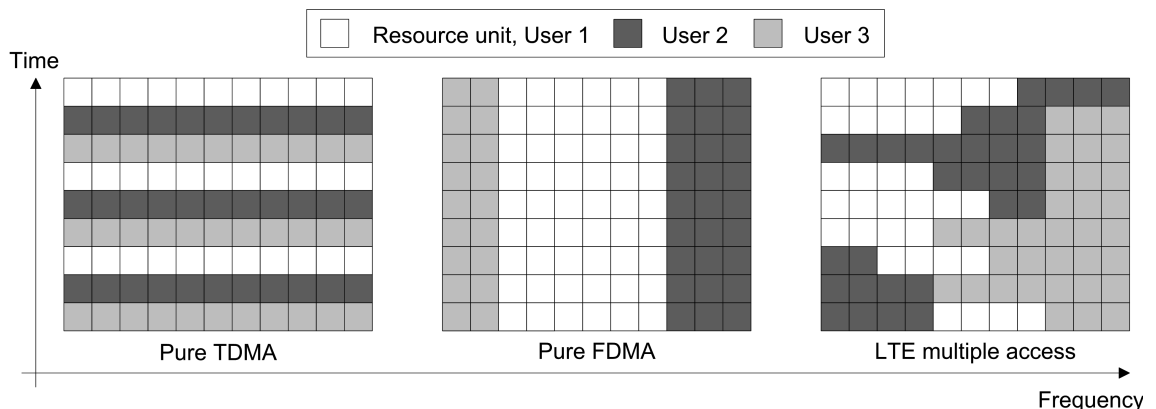 Resource unit, User 1 User 2 User 3
Time
Pure TDMA Pure FDMA LTE multiple access
Frequency